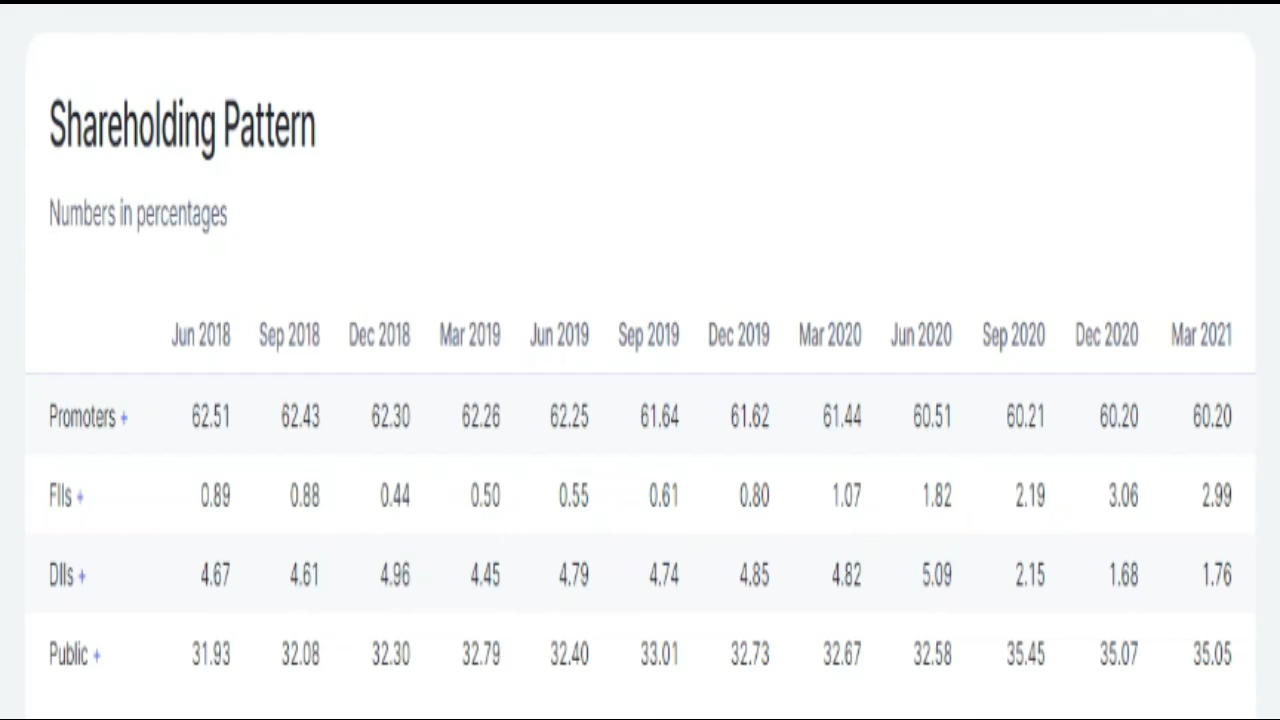 Shareholding Pattern
Numbers in percentages
Jun 2018 Sep 2018 Dec 2018 Mar 2019 Jun 2019 Sep 2019 Dec 2019 Mar 2020 Jun 2020 Sep 2020 Dec 2020 Mar 2021
Promoters + 62.51 62.43 62.30 62.26 62.25 61.64 61.62 61.44 60.51 60.21 60.20 60.20
FIIs + 0.89 0.88 0.44 0.50 0.55 0.61 0.80 1.07 1.82 2.19 3.06 2.99
DIIs + 4.67 4.61 4.96 4.45 4.79 4.74 4.85 4.82 5.09 2.15 1.68 1.76
Public + 31.93 32.08 32.30 32.79 32.40 33.01 32.73 32.67 32.58 35.45 35.07 35.05